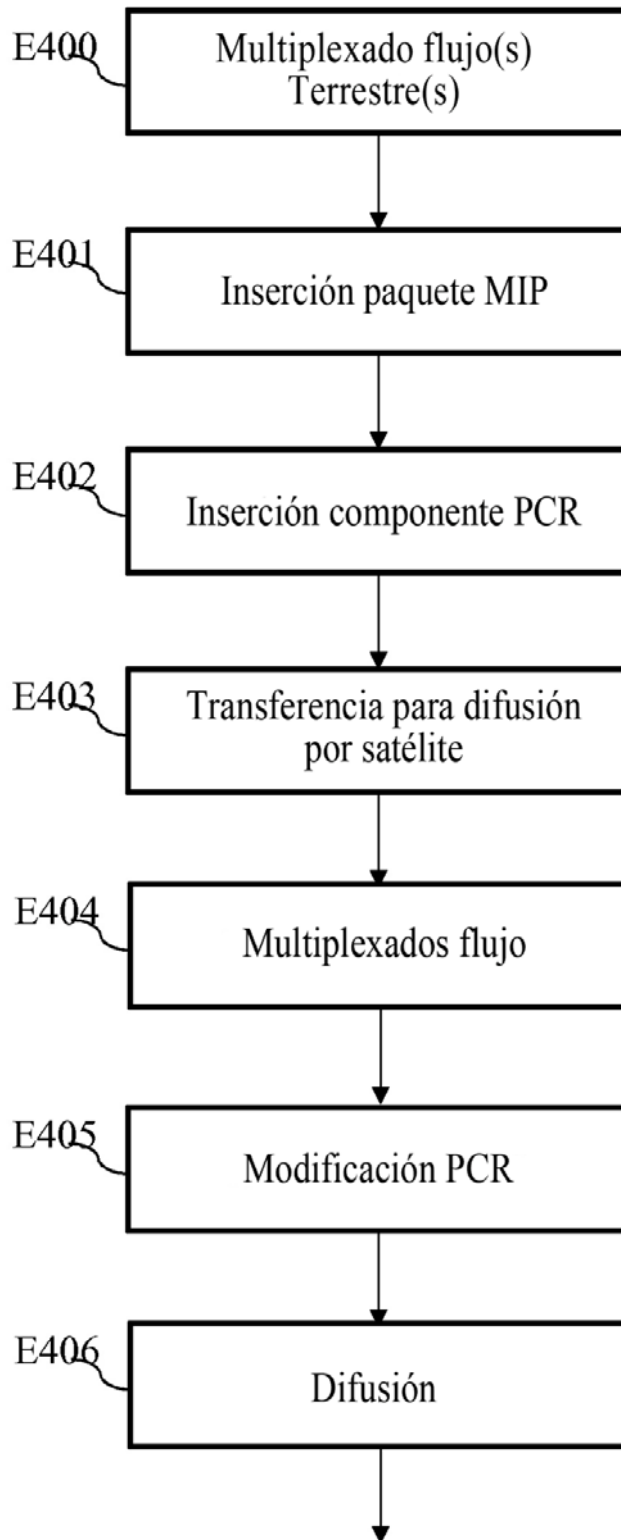 E400
Multiplexado flujo(s)
Terrestre(s)
E401
Inserción paquete MIP
E402
Inserción componente PCR
E403
Transferencia para difusión
por satélite
E404
Multiplexados flujo
E405
Modificación PCR
E406
Difusión